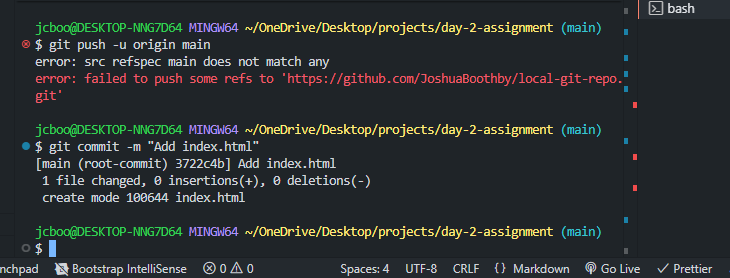 bash
jcboo@DESKTOP-NNG7D64 MINGW64 ~/OneDrive/Desktop/projects/day-2-assignment (main)
$ git push -u origin main
error: src refspec main does not match any
error: failed to push some refs to 'https://github.com/JoshuaBoothby/local-git-repo.
git'
jcboo@DESKTOP-NNG7D64 MINGW64 ~/OneDrive/Desktop/projects/day-2-assignment (main)
$ git commit -m "Add index.html"
[main (root-commit) 3722c4b] Add index.html
1 file changed, 0 insertions(+), 0 deletions(-)
create mode 100644 index.html
jcboo@DESKTOP-NNG7D64 MINGW64 ~/OneDrive/Desktop/projects/day-2-assignment (main)
$
nchpad Bootstrap IntelliSense 0 0 Spaces: 4 UTF-8 CRLF {} Markdown Go Live Prettier